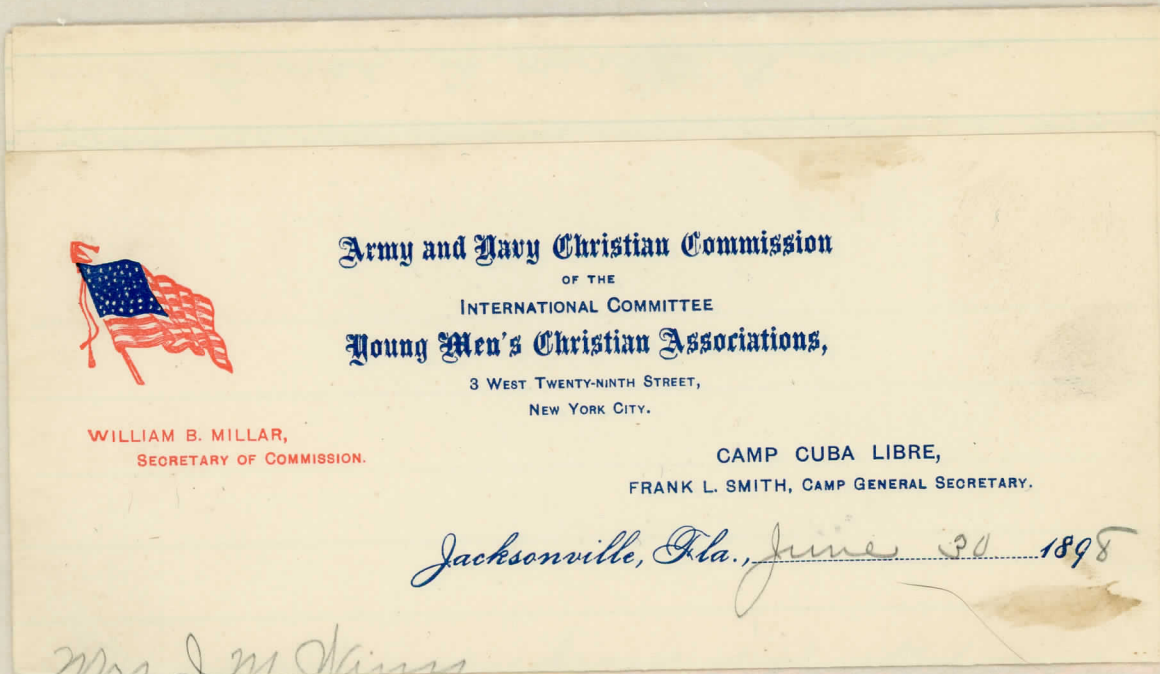 Army and Navy Christian Commission
OF THE
INTERNATIONAL COMMITTEE
Young Men's Christian Associations,
3 WEST TWENTY-NINTH STREET,
NEW YORK CITY.
WILLIAM B. MILLAR,
SECRETARY OF COMMISSION.
CAMP CUBA LIBRE,
FRANK L. SMITH, CAMP GENERAL SECRETARY.
Jacksonville, Fla., June 30 1898
Mrs J M